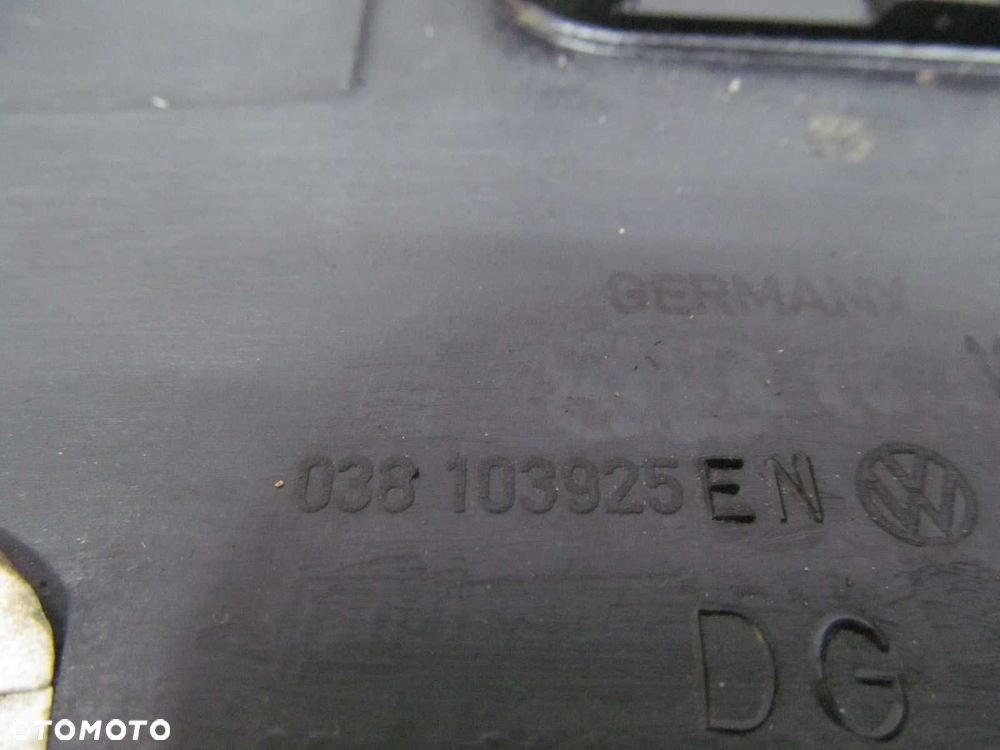 GERMANY
038 103925 EN
DG
OTOMOTO